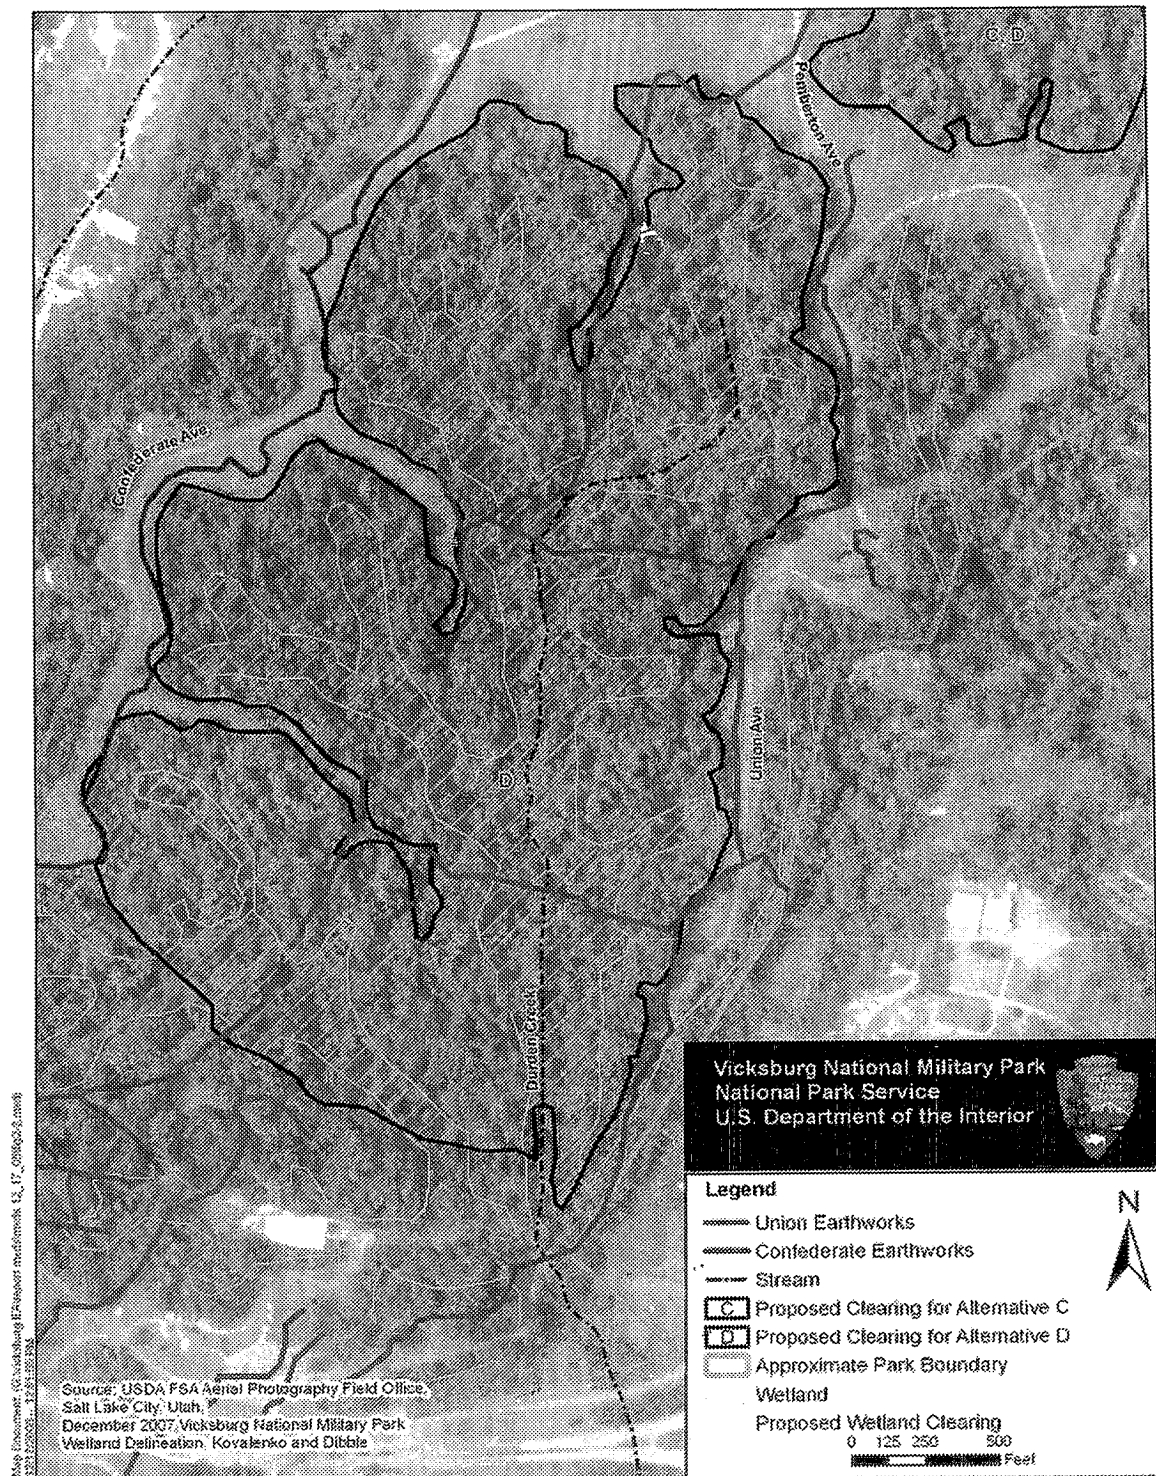 C, D
Pemberton Ave
Confederate Ave
Union Ave
D
Durden Creek
Vicksburg National Military Park
National Park Service
U.S. Department of the Interior
Legend
Union Earthworks
Confederate Earthworks
Stream
C Proposed Clearing for Alternative C
D Proposed Clearing for Alternative D
Approximate Park Boundary
Wetland
Proposed Wetland Clearing
N
0 125 250 500
Feet
Source: USDA FSA Aerial Photography Field Office,
Salt Lake City, Utah,
December 2007, Vicksburg National Military Park
Wetland Delineation, Kovalenko and Dibble